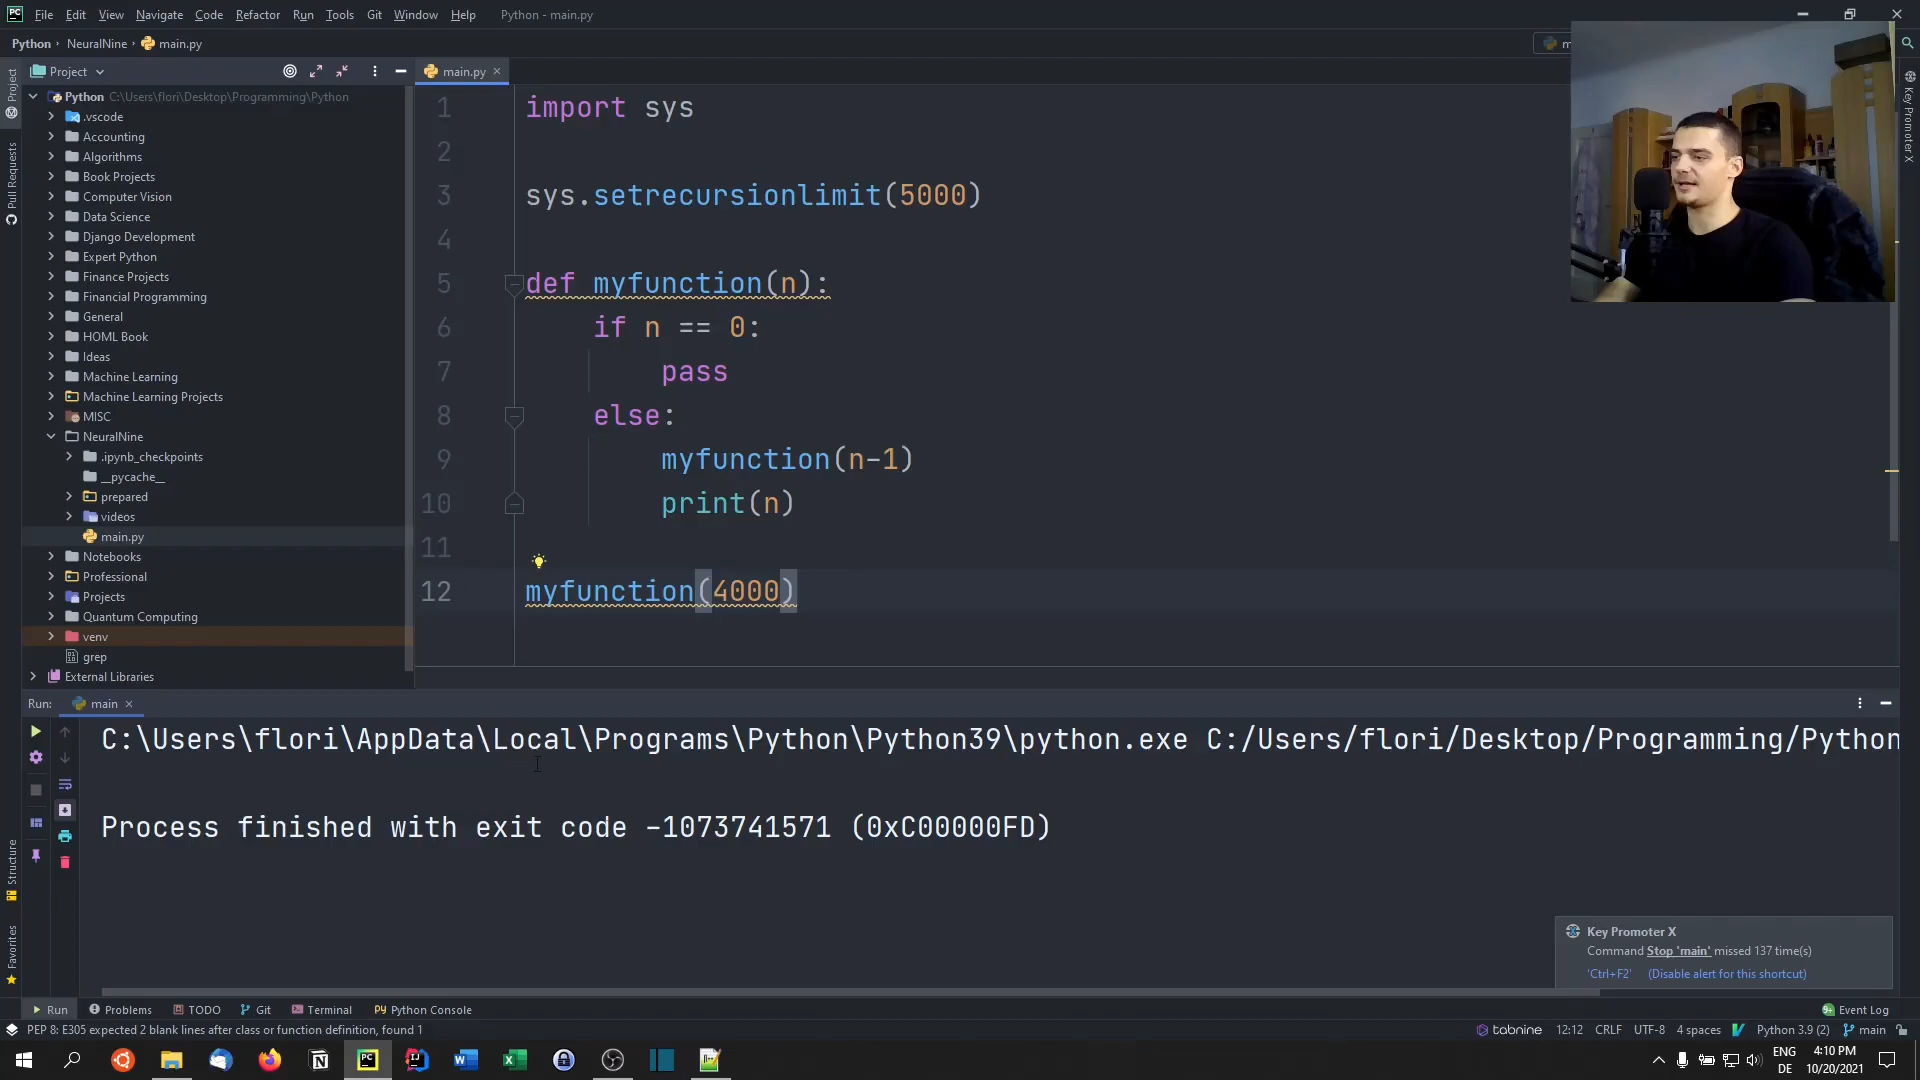 File Edit View Navigate Code Refactor Run Tools Git Window Help Python - main.py
Python NeuralNine main.py
Project
main.py
Python C:\Users\flori\Desktop\Programming\Python
.vscode
Accounting
Algorithms
Book Projects
Computer Vision
Data Science
Django Development
Expert Python
Finance Projects
Financial Programming
General
HOML Book
Ideas
Machine Learning
Machine Learning Projects
MISC
NeuralNine
.ipynb_checkpoints
__pycache__
prepared
videos
main.py
Notebooks
Professional
Projects
Quantum Computing
venv
grep
External Libraries
Project
Pull Requests
Structure
Favorites
Key Promoter X
1 import sys
2
3 sys.setrecursionlimit(5000)
4
5 def myfunction(n):
6 if n == 0:
7 pass
8 else:
9 myfunction(n-1)
10 print(n)
11
12 myfunction(4000)
Run: main
C:\Users\flori\AppData\Local\Programs\Python\Python39\python.exe C:/Users/flori/Desktop/Programming/Python
Process finished with exit code -1073741571 (0xC00000FD)
Key Promoter X
Command Stop 'main' missed 137 time(s)
'Ctrl+F2' (Disable alert for this shortcut)
Run Problems TODO Git Terminal Python Console Event Log
PEP 8: E305 expected 2 blank lines after class or function definition, found 1 tabnine 12:12 CRLF UTF-8 4 spaces Python 3.9 (2) main
ENG 4:10 PM
DE 10/20/2021